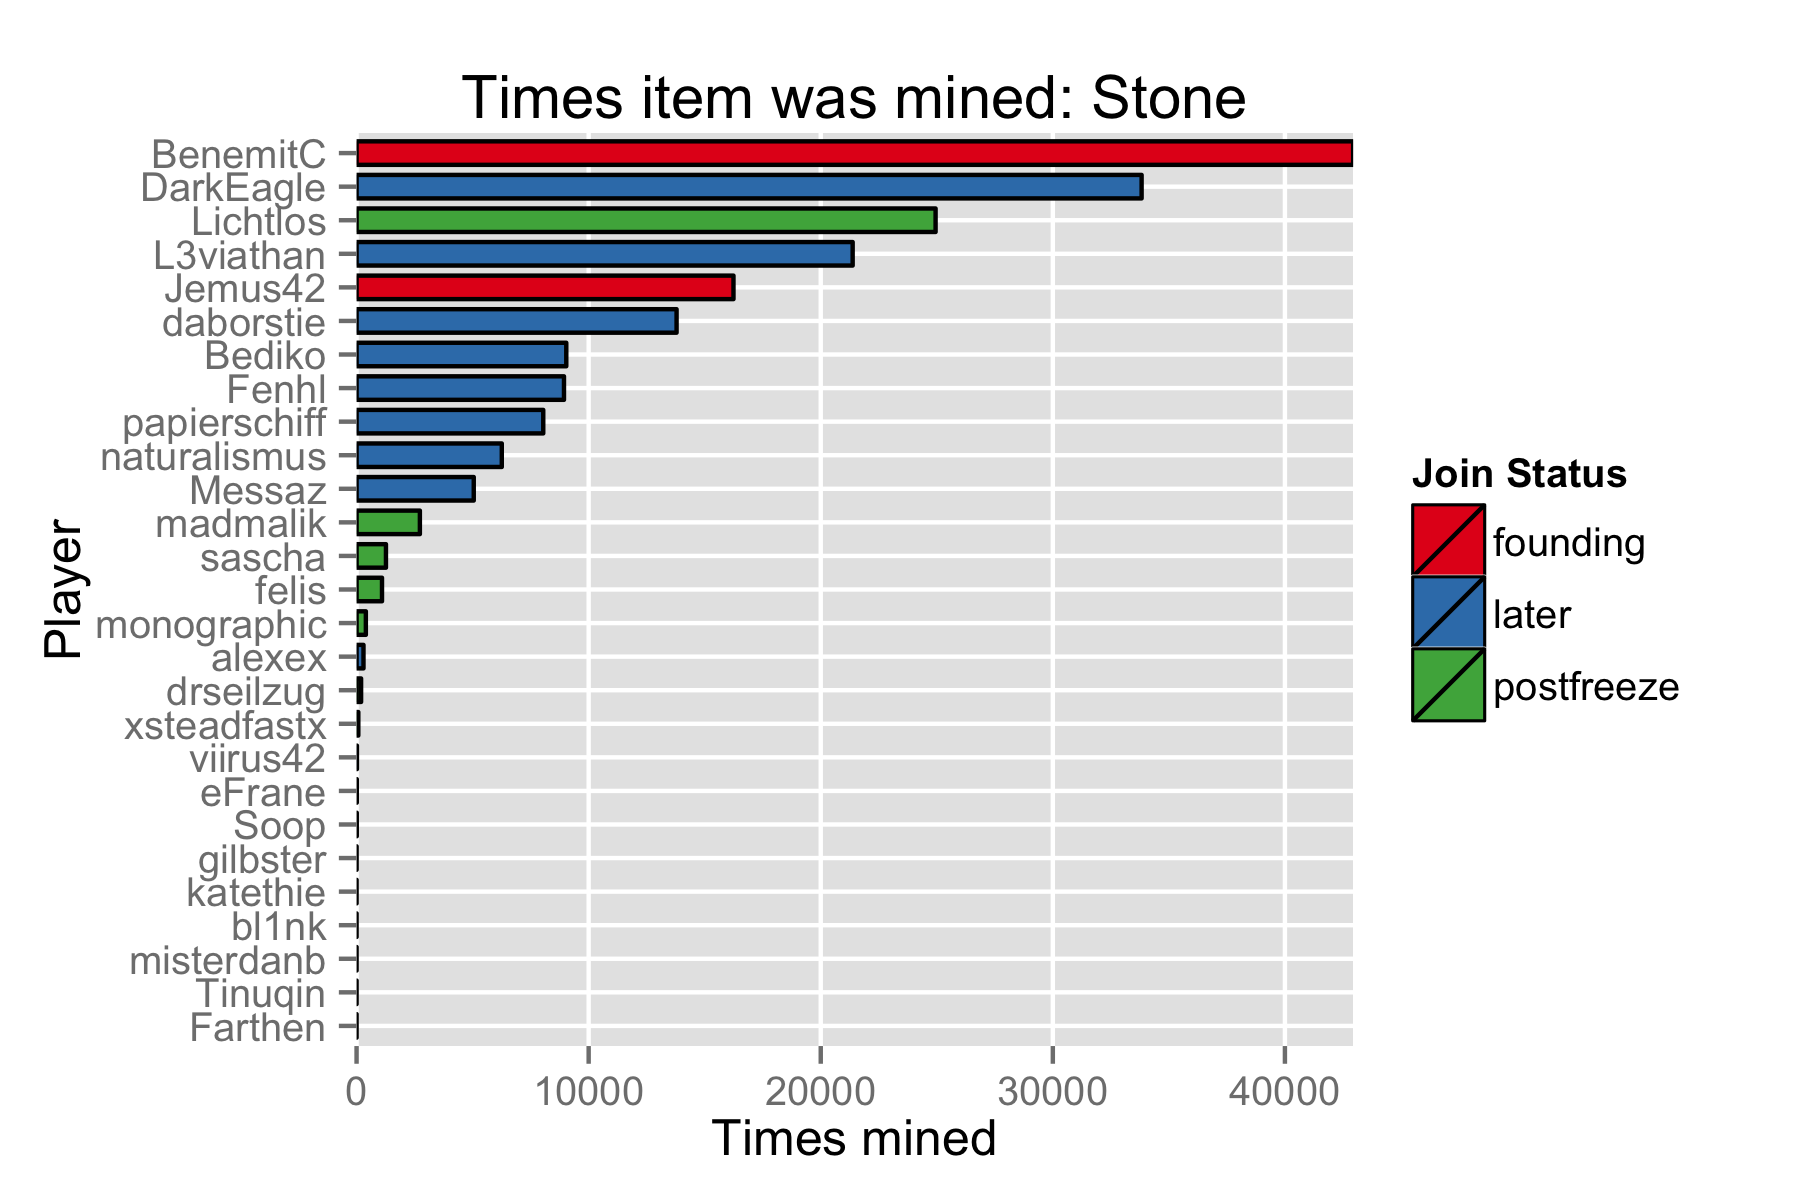 Times item was mined: Stone
BenemitC
DarkEagle
Lichtlos
L3viathan
Jemus42
daborstie
Bediko
Fenhl
papierschiff
naturalismus
Messaz
madmalik
sascha
felis
monographic
alexex
drseilzug
xsteadfastx
viirus42
eFrane
Soop
gilbster
katethie
bl1nk
misterdanb
Tinuqin
Farthen
Player
0 10000 20000 30000 40000
Times mined
Join Status
founding
later
postfreeze